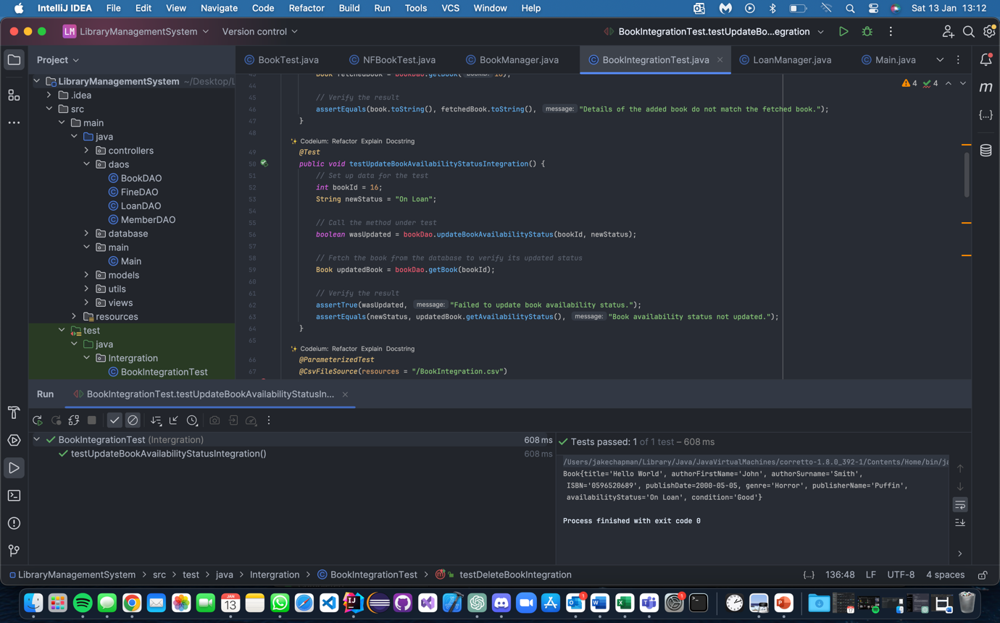 IntelliJ IDEA File Edit View Navigate Code Refactor Build Run Tools VCS Window Help Sat 13 Jan 13:12
LM LibraryManagementSystem Version control BookIntegrationTest.testUpdateBo...egration
Project
BookTest.java NFBookTest.java BookManager.java BookIntegrationTest.java LoanManager.java Main.java
LibraryManagementSystem ~/Desktop/L
.idea
src
main
java
controllers
daos
BookDAO
FineDAO
LoanDAO
MemberDAO
database
main
Main
models
utils
views
resources
test
java
Intergration
BookIntegrationTest
4 4
44
45 // Verify the result
46 assertEquals(book.toString(), fetchedBook.toString(), message: "Details of the added book do not match the fetched book.");
47 }
48
Codeium: Refactor Explain Docstring
49 @Test
50 public void testUpdateBookAvailabilityStatusIntegration() {
51 // Set up data for the test
52 int bookId = 16;
53 String newStatus = "On Loan";
54
55 // Call the method under test
56 boolean wasUpdated = bookDao.updateBookAvailabilityStatus(bookId, newStatus);
57
58 // Fetch the book from the database to verify its updated status
59 Book updatedBook = bookDao.getBook(bookId);
60
61 // Verify the result
62 assertTrue(wasUpdated, message: "Failed to update book availability status.");
63 assertEquals(newStatus, updatedBook.getAvailabilityStatus(), message: "Book availability status not updated.");
64 }
65
Codeium: Refactor Explain Docstring
66 @ParameterizedTest
67 @CsvFileSource(resources = "/BookIntegration.csv")
Run BookIntegrationTest.testUpdateBookAvailabilityStatusIn...
BookIntegrationTest (Intergration) 608 ms
testUpdateBookAvailabilityStatusIntegration() 608 ms
Tests passed: 1 of 1 test – 608 ms
/Users/jakechapman/Library/Java/JavaVirtualMachines/corretto-1.8.0_392-1/Contents/Home/bin/ja
Book{title='Hello World', authorFirstName='John', authorSurname='Smith',
ISBN='0596520689', publishDate=2000-05-05, genre='Horror', publisherName='Puffin',
availabilityStatus='On Loan', condition='Good'}
Process finished with exit code 0
LibraryManagementSystem > src > test > java > Intergration > BookIntegrationTest > testDeleteBookIntegration {...} 136:48 LF UTF-8 4 spaces
JAN
13